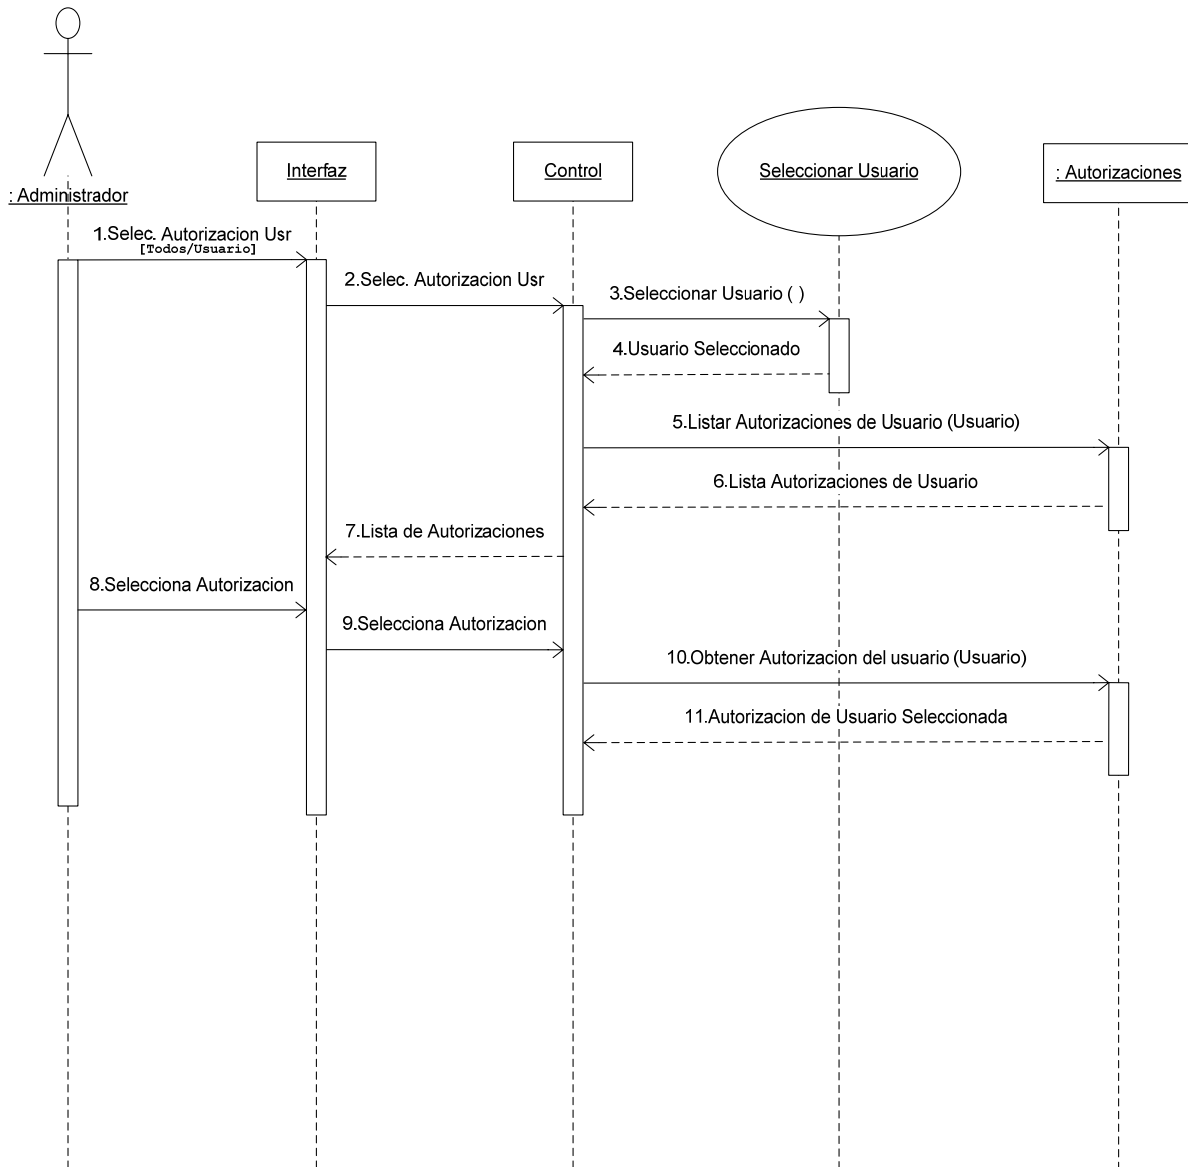 : Administrador
Interfaz
Control
Seleccionar Usuario
: Autorizaciones
1.Selec. Autorizacion Usr
[Todos/Usuario]
2.Selec. Autorizacion Usr
3.Seleccionar Usuario ( )
4.Usuario Seleccionado
5.Listar Autorizaciones de Usuario (Usuario)
6.Lista Autorizaciones de Usuario
7.Lista de Autorizaciones
8.Selecciona Autorizacion
9.Selecciona Autorizacion
10.Obtener Autorizacion del usuario (Usuario)
11.Autorizacion de Usuario Seleccionada